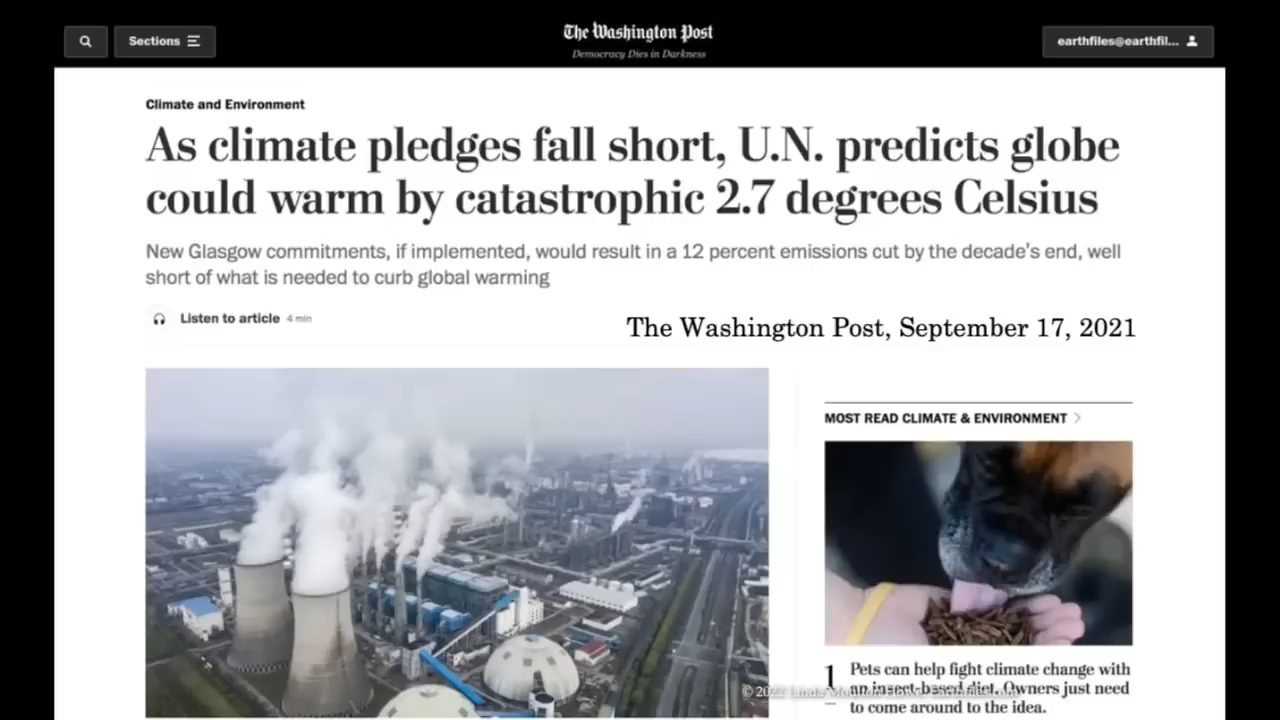 Sections
The Washington Post
Democracy Dies in Darkness
earthfiles@earthfil...
Climate and Environment
As climate pledges fall short, U.N. predicts globe
could warm by catastrophic 2.7 degrees Celsius
New Glasgow commitments, if implemented, would result in a 12 percent emissions cut by the decade's end, well
short of what is needed to curb global warming
Listen to article 4 min
The Washington Post, September 17, 2021
MOST READ CLIMATE & ENVIRONMENT
1 Pets can help fight climate change with
an insect-based diet. Owners just need
to come around to the idea.
© 2022 Linda